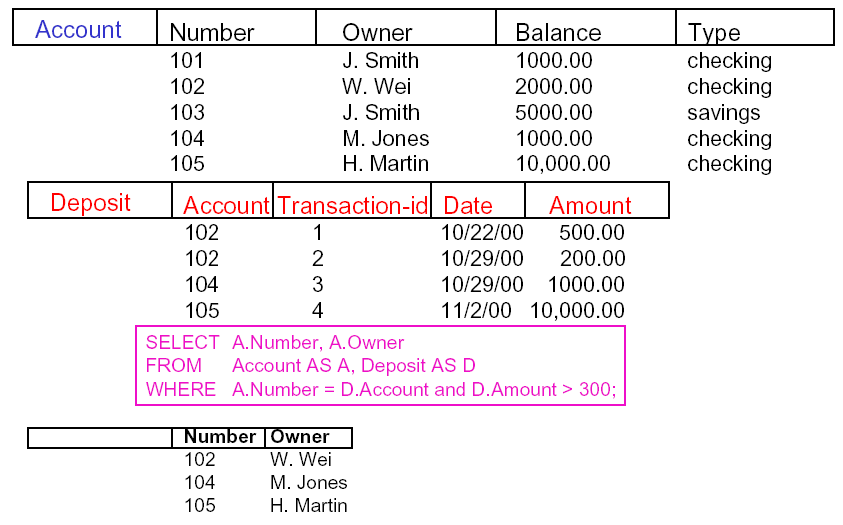 Account Number Owner Balance Type
101 J. Smith 1000.00 checking
102 W. Wei 2000.00 checking
103 J. Smith 5000.00 savings
104 M. Jones 1000.00 checking
105 H. Martin 10,000.00 checking
Deposit Account Transaction-id Date Amount
102 1 10/22/00 500.00
102 2 10/29/00 200.00
104 3 10/29/00 1000.00
105 4 11/2/00 10,000.00
SELECT A.Number, A.Owner
FROM Account AS A, Deposit AS D
WHERE A.Number = D.Account and D.Amount > 300;
Number Owner
102 W. Wei
104 M. Jones
105 H. Martin